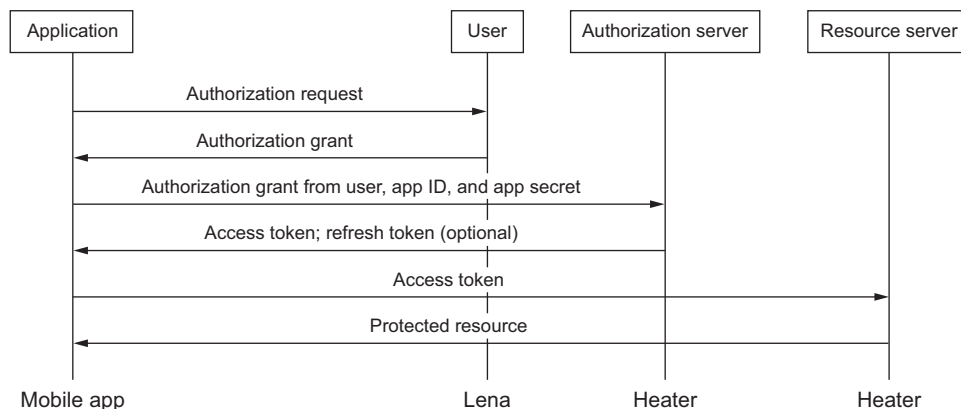 Application
User
Authorization server
Resource server
Authorization request
Authorization grant
Authorization grant from user, app ID, and app secret
Access token; refresh token (optional)
Access token
Protected resource
Mobile app
Lena
Heater
Heater